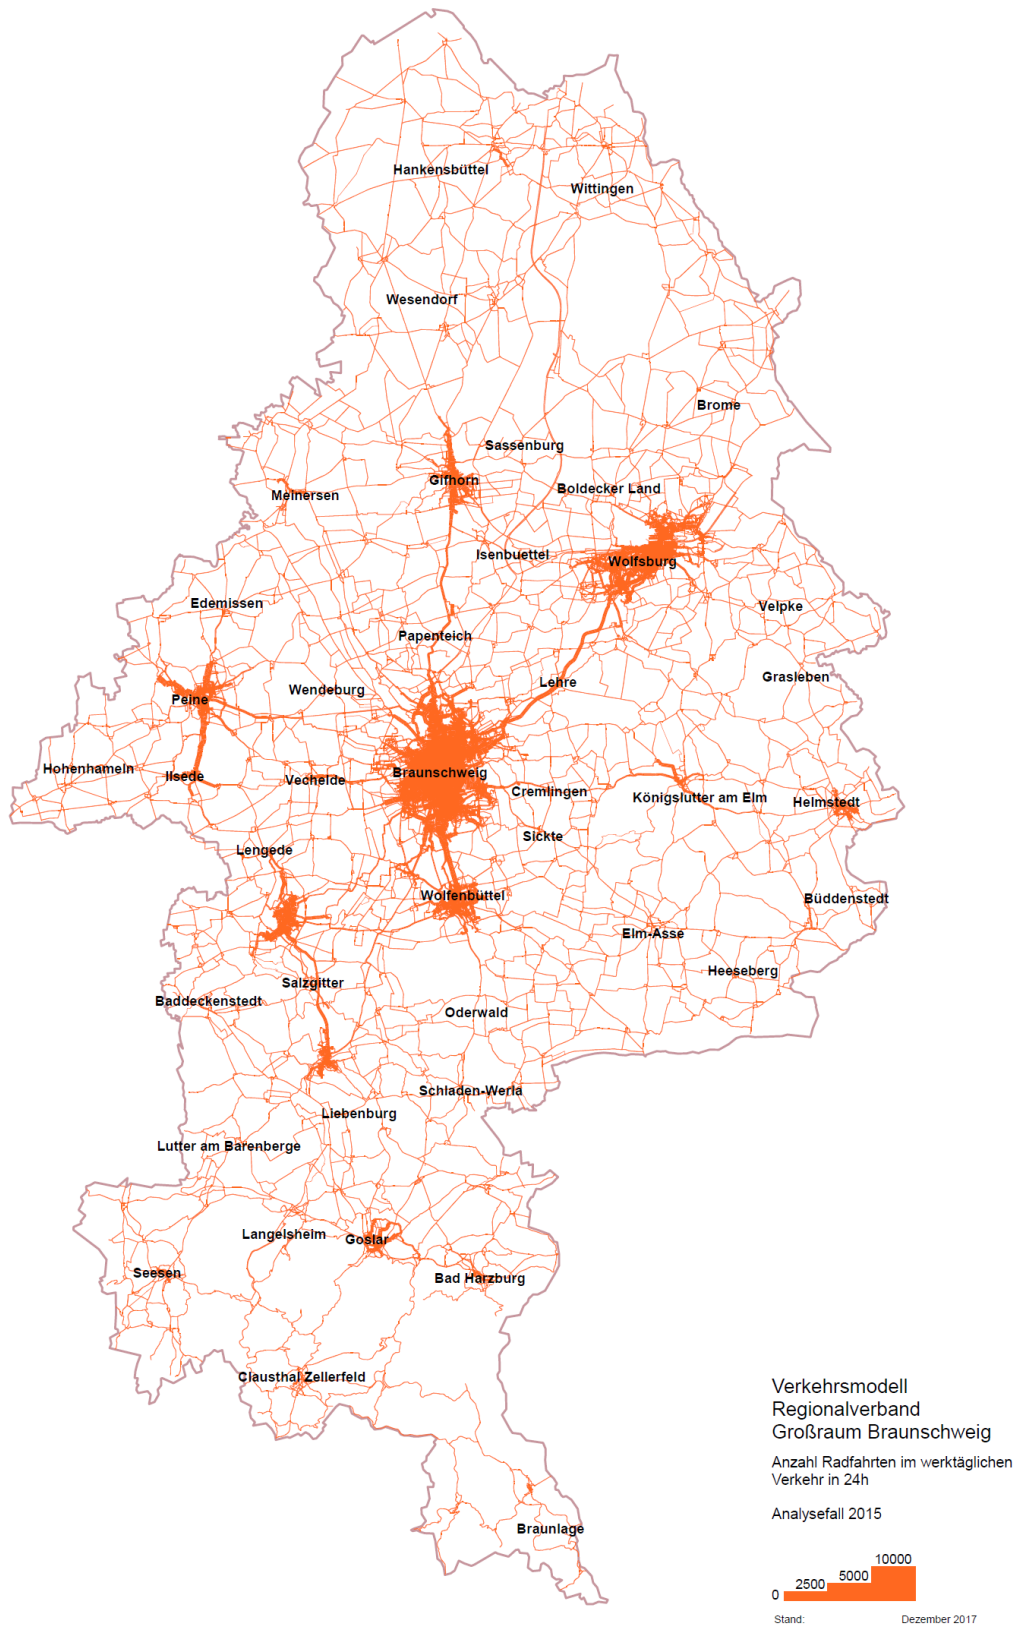 Hankensbüttel
Wittingen
Wesendorf
Brome
Sassenburg
Gifhorn
Boldecker Land
Meinersen
Isenbuettel
Wolfsburg
Edemissen
Velpke
Papenteich
Grasleben
Lehre
Wendeburg
Peine
Hohenhameln
Ilsede
Vechelde
Braunschweig
Cremlingen
Königslutter am Elm
Helmstedt
Sickte
Lengede
Wolfenbüttel
Büddenstedt
Elm-Asse
Heeseberg
Salzgitter
Baddeckenstedt
Oderwald
Schladen-Werla
Liebenburg
Lutter am Barenberge
Langelsheim
Goslar
Seesen
Bad Harzburg
Clausthal Zellerfeld
Braunlage
Verkehrsmodell
Regionalverband
Großraum Braunschweig
Anzahl Radfahrten im werktäglichen
Verkehr in 24h
Analysefall 2015
0 2500 5000 10000
Stand: Dezember 2017